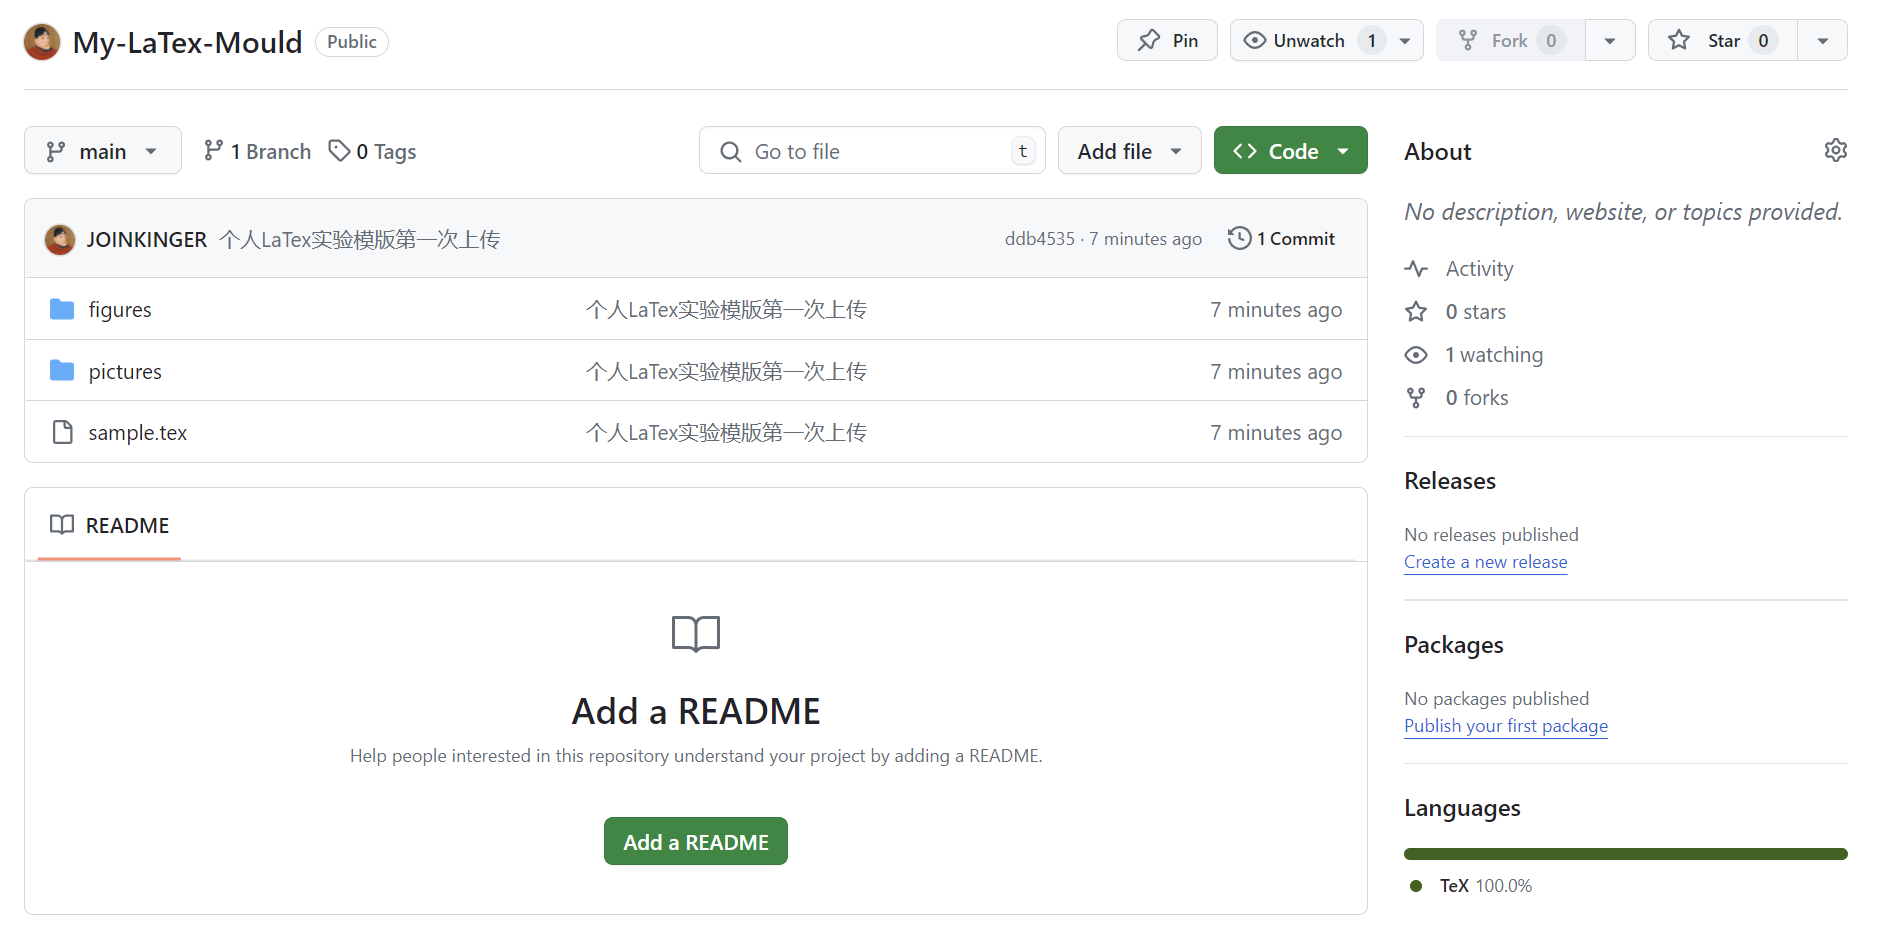 My-LaTex-Mould Public
Pin
Unwatch 1
Fork 0
Star 0
main
1 Branch
0 Tags
Go to file t
Add file
Code
JOINKINGER 个人LaTex实验模版第一次上传 ddb4535 · 7 minutes ago 1 Commit
figures 个人LaTex实验模版第一次上传 7 minutes ago
pictures 个人LaTex实验模版第一次上传 7 minutes ago
sample.tex 个人LaTex实验模版第一次上传 7 minutes ago
README
Add a README
Help people interested in this repository understand your project by adding a README.
Add a README
About
No description, website, or topics provided.
Activity
0 stars
1 watching
0 forks
Releases
No releases published
Create a new release
Packages
No packages published
Publish your first package
Languages
TeX 100.0%